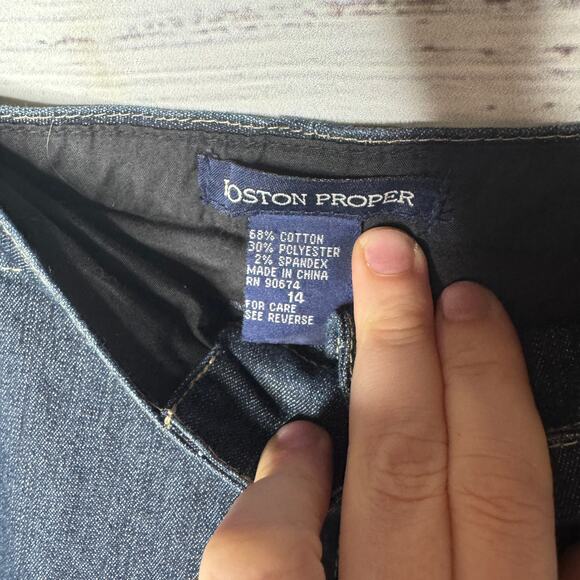 BOSTON PROPER
68% COTTON
30% POLYESTER
2% SPANDEX
MADE IN CHINA
RN 90674
14
FOR CARE
SEE REVERSE